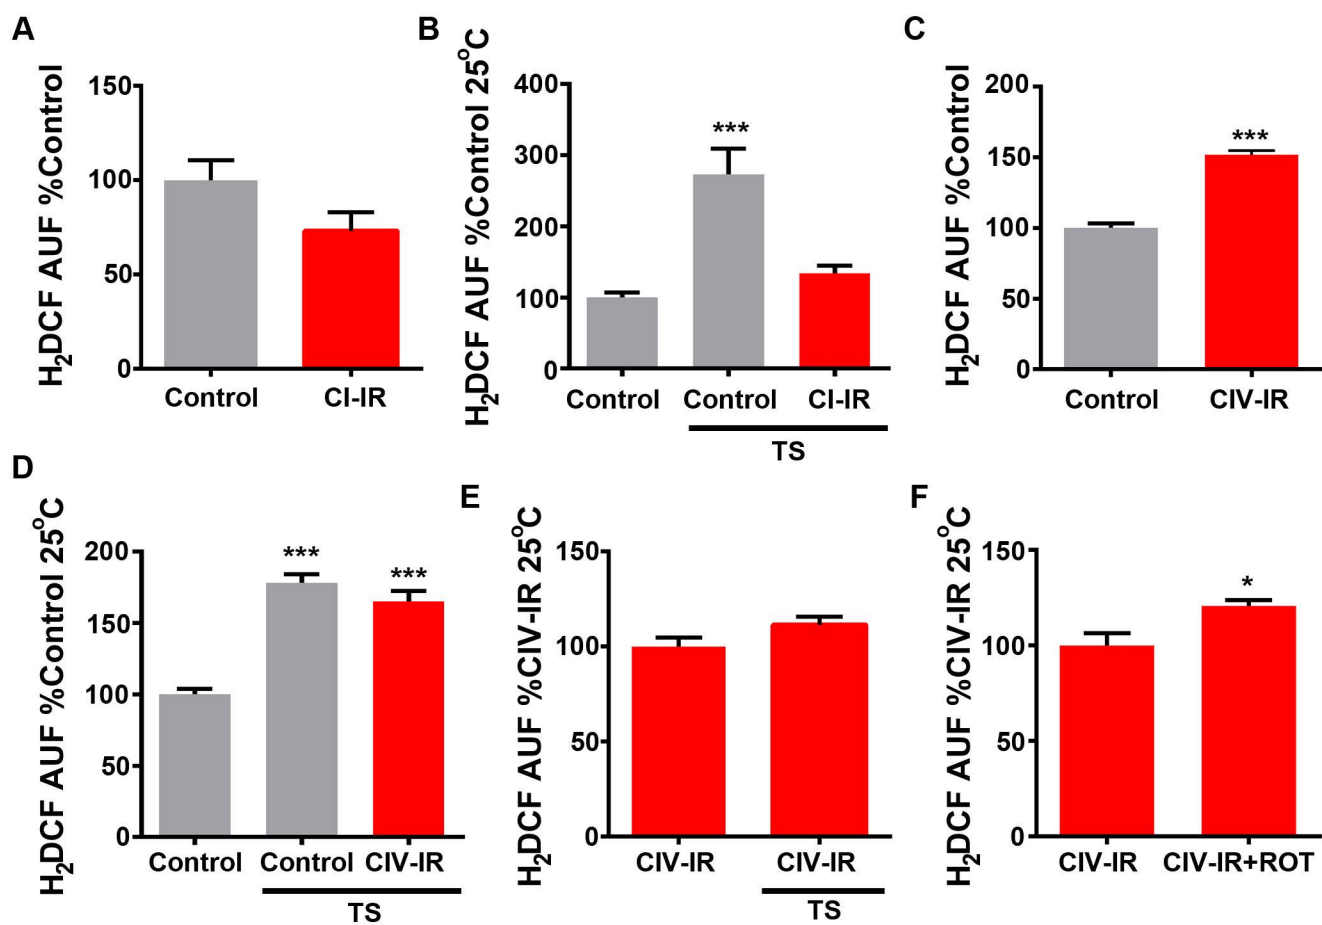 A
H₂DCF AUF %Control
150
100
50
0
Control CI-IR
B
H₂DCF AUF %Control 25°C
400
300
200
100
0
***
Control Control CI-IR
TS
C
H₂DCF AUF %Control
200
150
100
50
0
***
Control CIV-IR
D
H₂DCF AUF %Control 25°C
200
150
100
50
0
***
***
Control Control CIV-IR
TS
E
H₂DCF AUF %CIV-IR 25°C
150
100
50
0
CIV-IR CIV-IR
TS
F
H₂DCF AUF %CIV-IR 25°C
150
100
50
0
*
CIV-IR CIV-IR+ROT